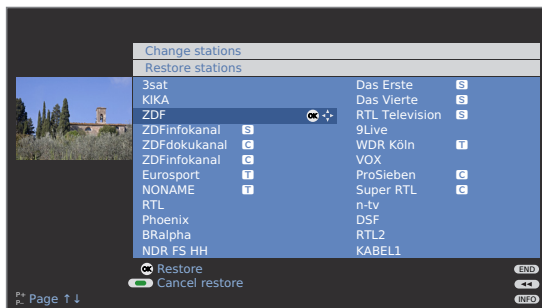 Change stations
Restore stations
3sat Das Erste S
KIKA Das Vierte S
ZDF OK RTL Television S
ZDFinfokanal S 9Live
ZDFdokukanal C WDR Köln T
ZDFinfokanal C VOX
Eurosport T ProSieben C
NONAME T Super RTL C
RTL n-tv
Phoenix DSF
BRalpha RTL2
NDR FS HH KABEL1
OK Restore END
Cancel restore
P+ P- Page ↑↓ INFO